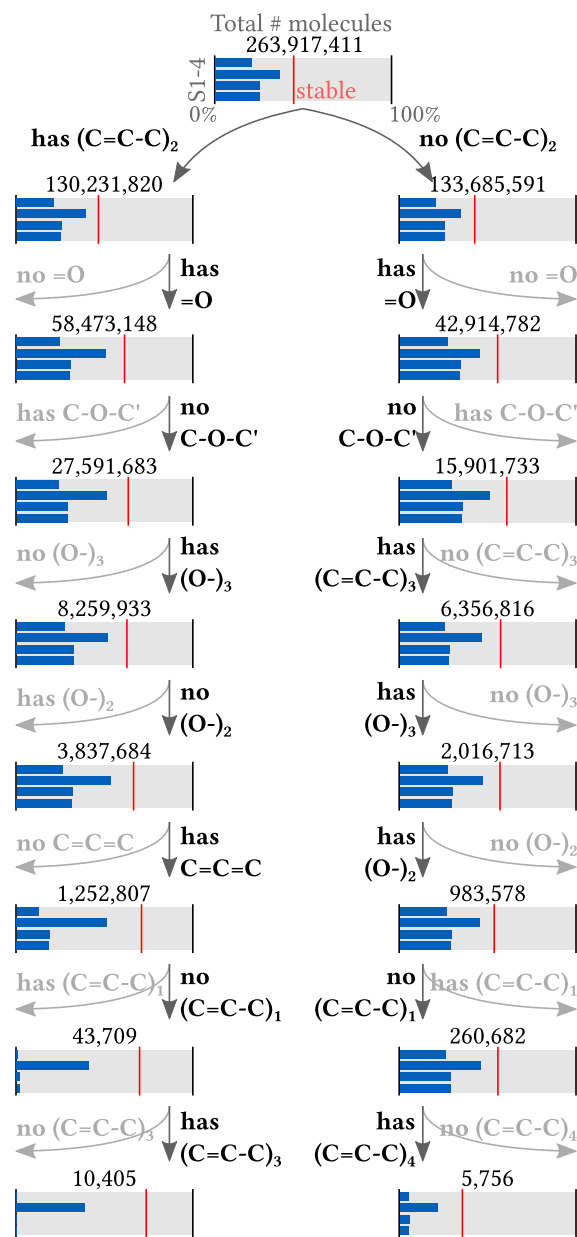 Total # molecules
263,917,411
S1-4
stable
0%
100%
has (C=C-C)₂
no (C=C-C)₂
130,231,820
133,685,591
no =O
has
=O
has
=O
no =O
58,473,148
42,914,782
has C-O-C'
no
C-O-C'
no
C-O-C'
has C-O-C'
27,591,683
15,901,733
no (O-)₃
has
(O-)₃
has
(C=C-C)₃
no (C=C-C)₃
8,259,933
6,356,816
has (O-)₂
no
(O-)₂
has
(O-)₃
no (O-)₃
3,837,684
2,016,713
no C=C=C
has
C=C=C
has
(O-)₂
no (O-)₂
1,252,807
983,578
has (C=C-C)₁
no
(C=C-C)₁
no
(C=C-C)₁
has (C=C-C)₁
43,709
260,682
no (C=C-C)₃
has
(C=C-C)₃
has
(C=C-C)₄
no (C=C-C)₄
10,405
5,756